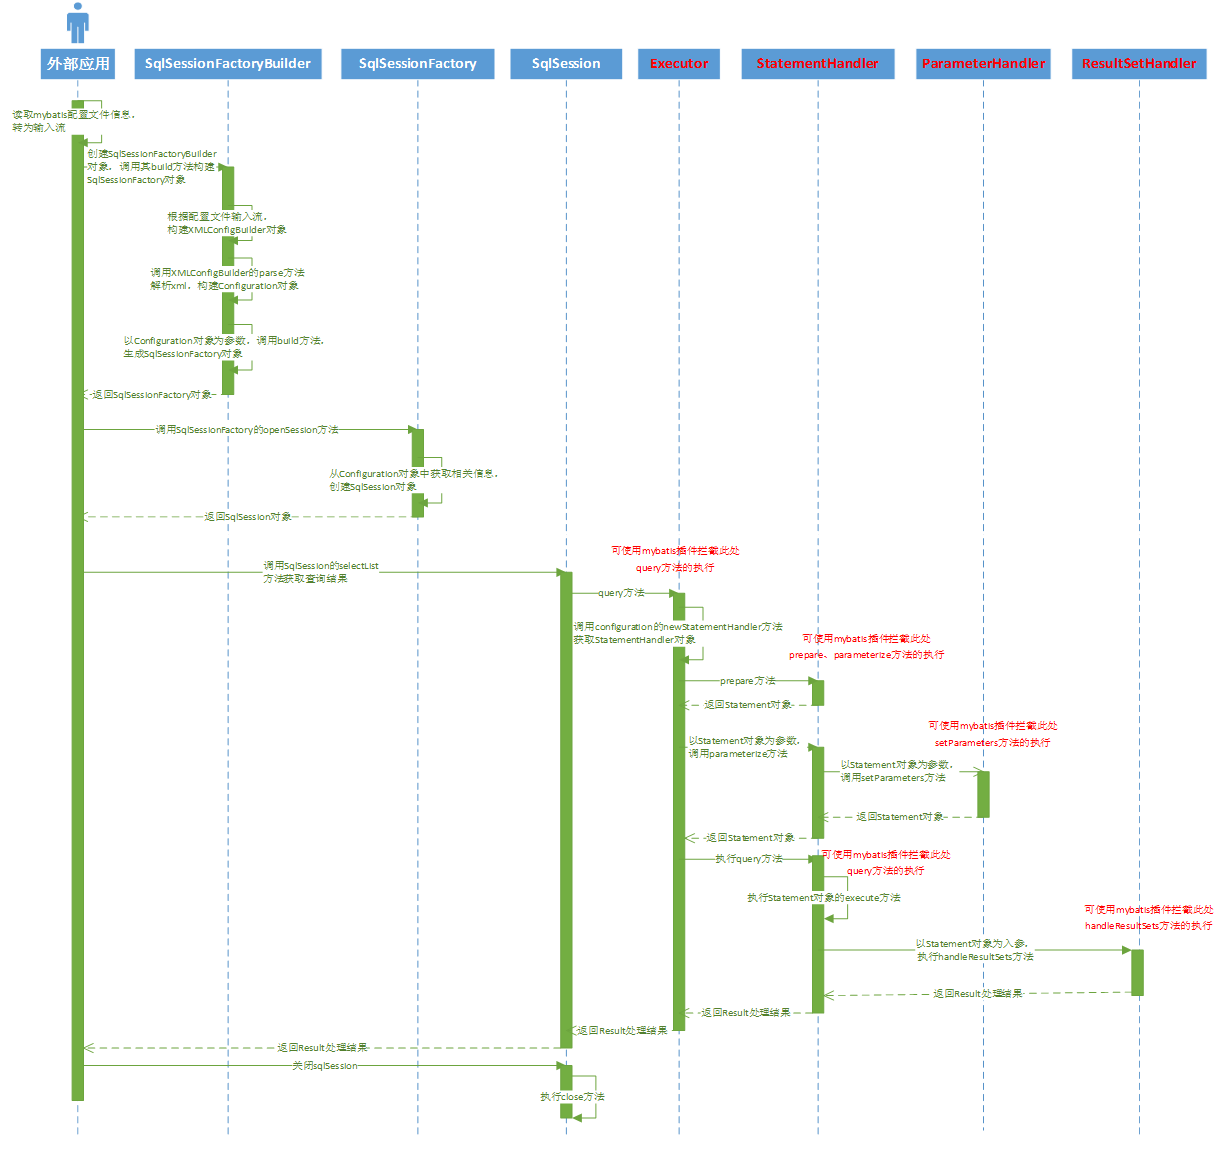 外部应用
SqlSessionFactoryBuilder
SqlSessionFactory
SqlSession
Executor
StatementHandler
ParameterHandler
ResultSetHandler
读取mybatis配置文件信息，
转为输入流
创建SqlSessionFactoryBuilder
对象，调用其build方法构建
SqlSessionFactory对象
根据配置文件输入流，
构建XMLConfigBuilder对象
调用XMLConfigBuilder的parse方法
解析xml，构建Configuration对象
以Configuration对象为参数，调用build方法，
生成SqlSessionFactory对象
返回SqlSessionFactory对象
调用SqlSessionFactory的openSession方法
从Configuration对象中获取相关信息，
创建SqlSession对象
返回SqlSession对象
可使用mybatis插件拦截此处
query方法的执行
调用SqlSession的selectList
方法获取查询结果
query方法
调用configuration的newStatementHandler方法
获取StatementHandler对象
可使用mybatis插件拦截此处
prepare、parameterize方法的执行
prepare方法
返回Statement对象
可使用mybatis插件拦截此处
setParameters方法的执行
以Statement对象为参数，
调用parameterize方法
以Statement对象为参数，
调用setParameters方法
返回Statement对象
返回Statement对象
可使用mybatis插件拦截此处
query方法的执行
执行query方法
执行Statement对象的execute方法
可使用mybatis插件拦截此处
handleResultSets方法的执行
以Statement对象为入参，
执行handleResultSets方法
返回Result处理结果
返回Result处理结果
返回Result处理结果
返回Result处理结果
关闭sqlSession
执行close方法